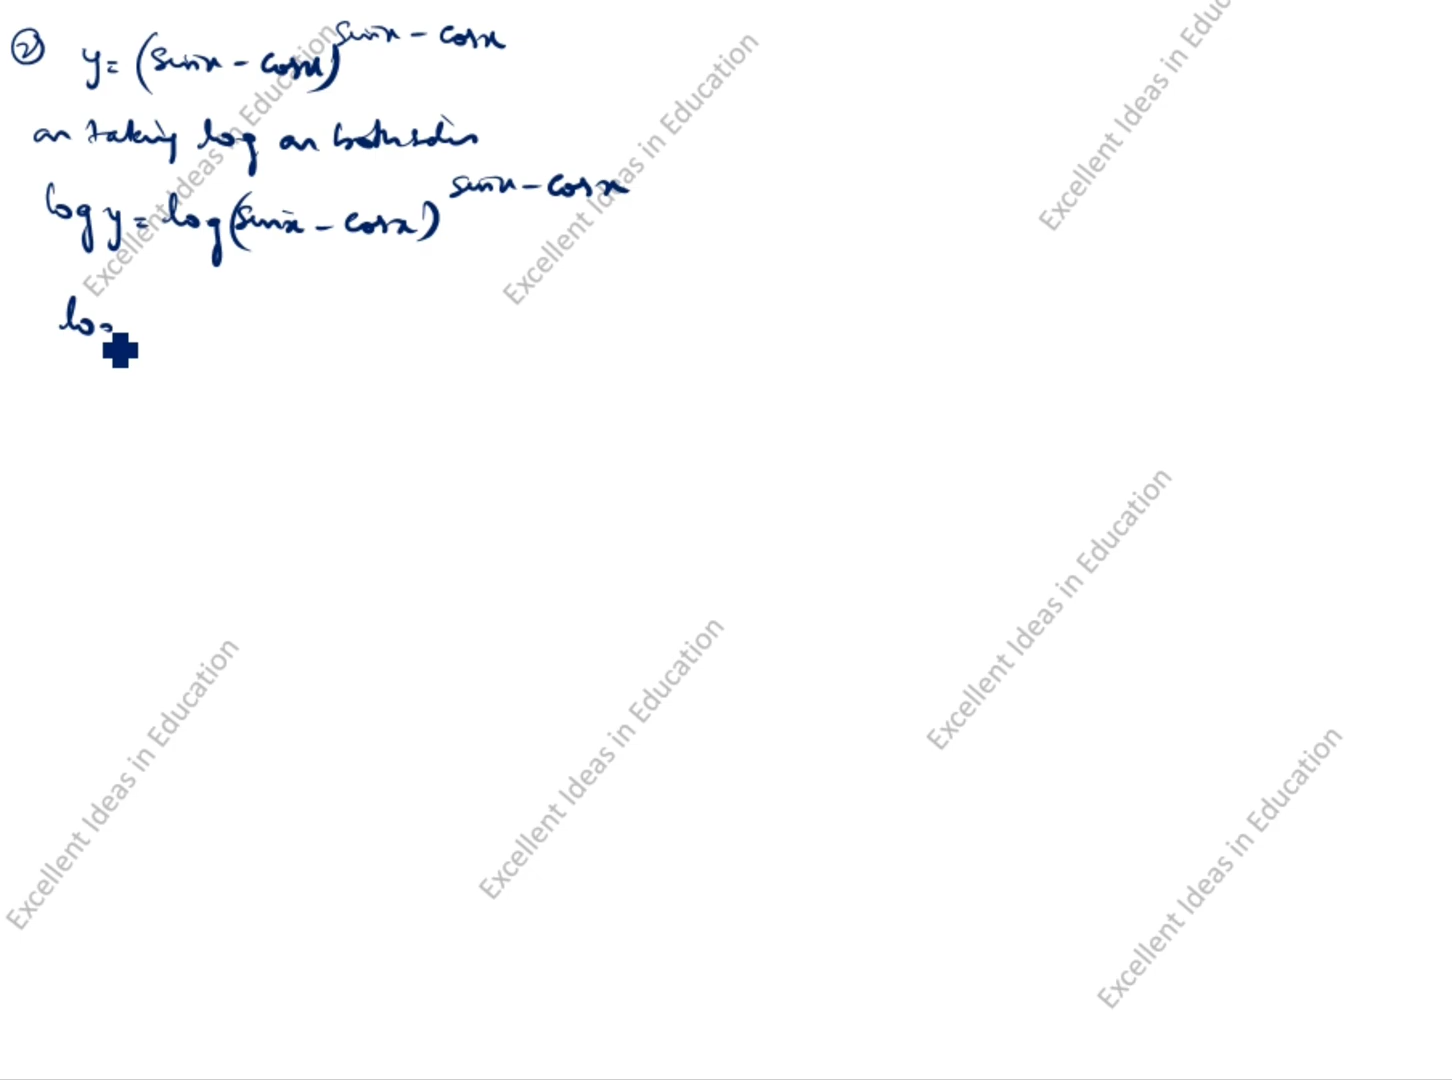 ② y = (sinx - cosx)^sinx - cosx
on taking log on both sides
log y = log(sinx - cosx)^sinx - cosx
lo
Excellent Ideas in Education
Excellent Ideas in Education
Excellent Ideas in Educ
Excellent Ideas in Education
Excellent Ideas in Education
Excellent Ideas in Education
Excellent Ideas in Education